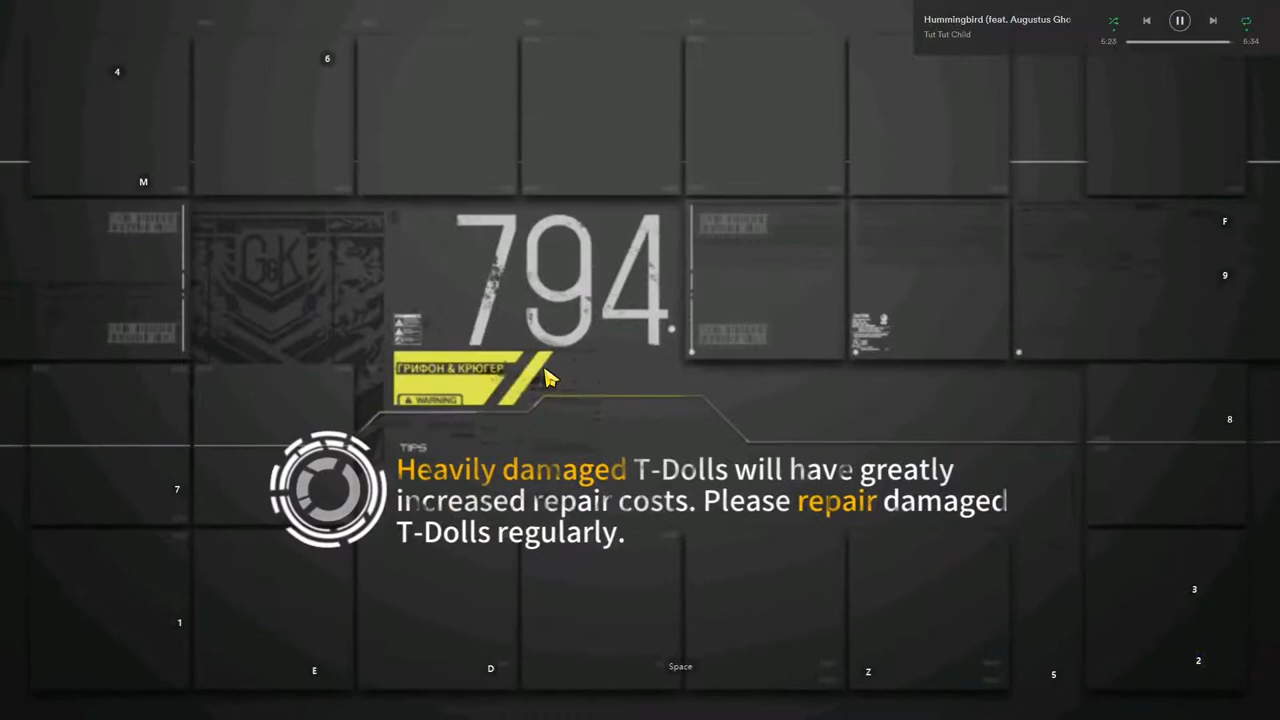 Hummingbird (feat. Augustus Gho
Tut Tut Child
5:23
5:34
4
6
M
F
9
G&K
794.
ГРИФОН & КРЮГЕР
WARNING
8
TIPS
Heavily damaged T-Dolls will have greatly
increased repair costs. Please repair damaged
T-Dolls regularly.
7
3
1
E
D
Space
Z
5
2